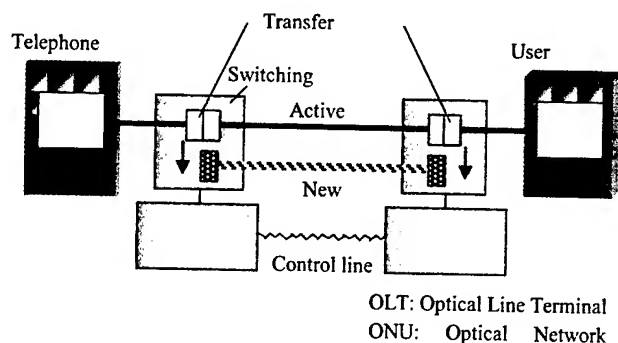 Transfer
Telephone
User
Switching
Active
New
Control line
OLT: Optical Line Terminal
ONU: Optical Network